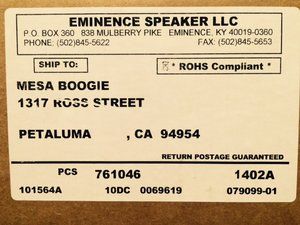 EMINENCE SPEAKER LLC
P.O. BOX 360 838 MULBERRY PIKE EMINENCE, KY 40019-0360
PHONE: (502)845-5622 FAX: (502)845-5653
SHIP TO:
* ROHS Compliant *
MESA BOOGIE
1317 ROSS STREET
PETALUMA , CA 94954
RETURN POSTAGE GUARANTEED
PCS 761046 1402A
101564A 10DC 0069619 079099-01